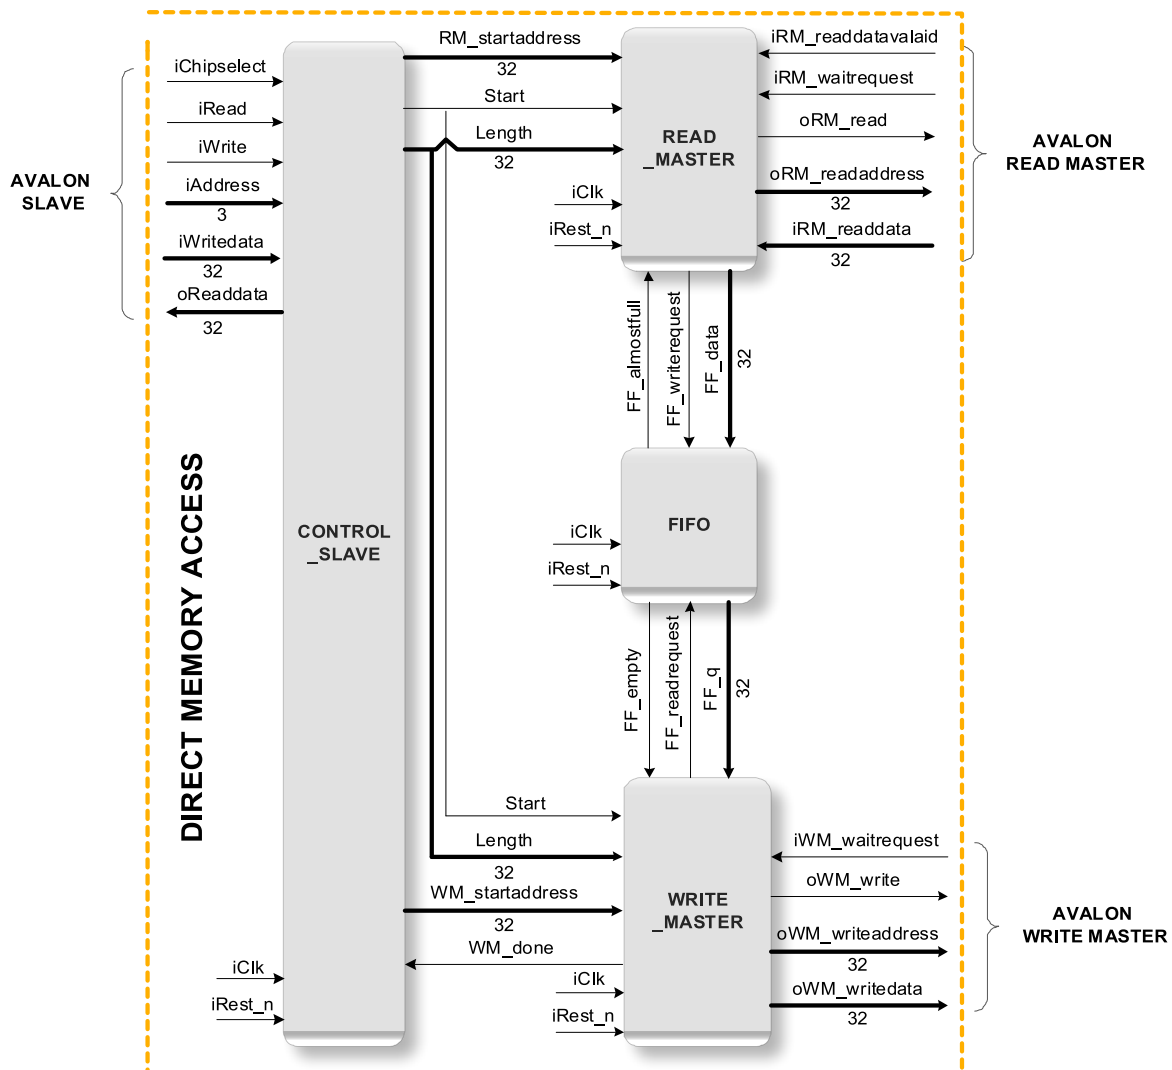 AVALON
SLAVE
iChipselect
iRead
iWrite
iAddress
3
iWritedata
32
oReaddata
32
DIRECT MEMORY ACCESS
CONTROL
_SLAVE
iClk
iRest_n
RM_startaddress
32
Start
Length
32
iClk
iRest_n
READ
_MASTER
iRM_readdatavalaid
iRM_waitrequest
oRM_read
oRM_readaddress
32
iRM_readdata
32
AVALON
READ MASTER
FF_almostfull
FF_writerequest
FF_data
32
iClk
iRest_n
FIFO
FF_empty
FF_readrequest
FF_q
32
Start
Length
32
WM_startaddress
32
WM_done
iClk
iRest_n
WRITE
_MASTER
iWM_waitrequest
oWM_write
oWM_writeaddress
32
oWM_writedata
32
AVALON
WRITE MASTER